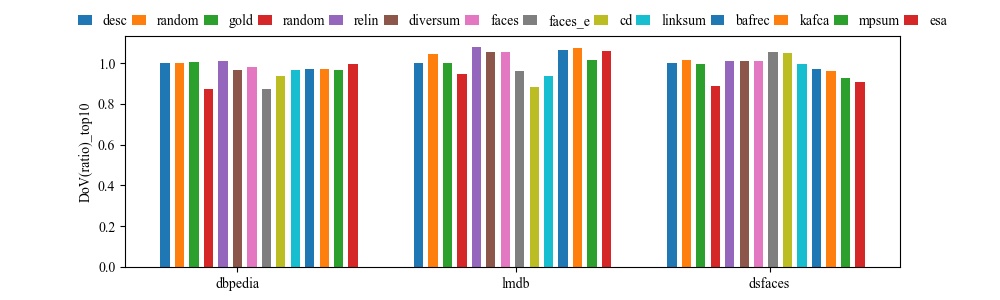 desc random gold random relin diversum faces faces_e cd linksum bafrec kafca mpsum esa
DoV(ratio)_top10
1.0
0.8
0.6
0.4
0.2
0.0
dbpedia lmdb dsfaces